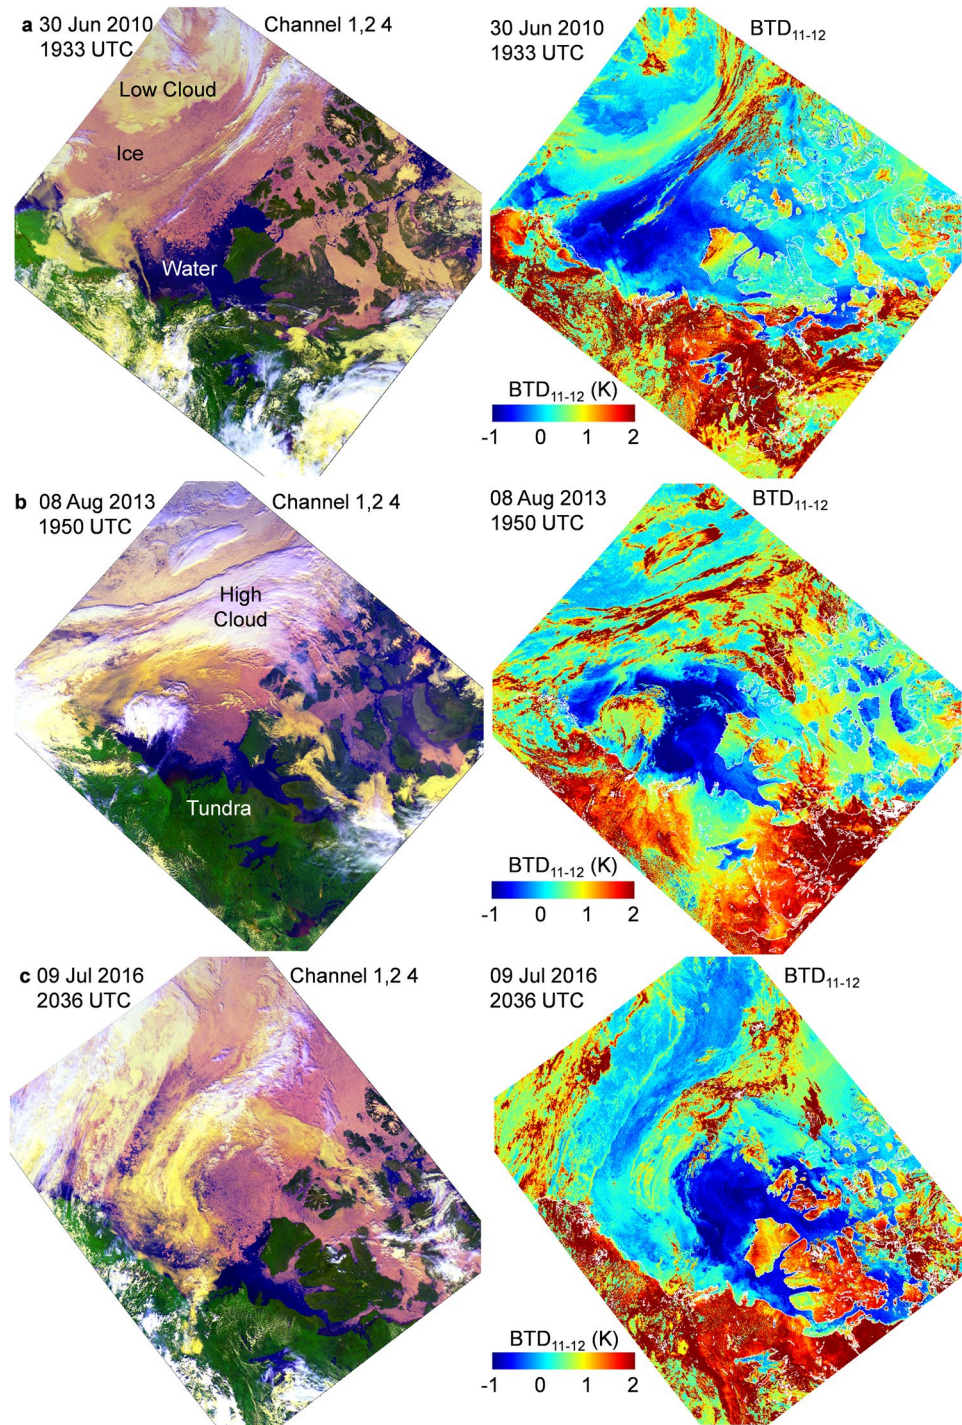 a 30 Jun 2010
1933 UTC
Channel 1,2 4
30 Jun 2010
1933 UTC
BTD11-12
Low Cloud
Ice
Water
BTD11-12 (K)
-1 0 1 2
b 08 Aug 2013
1950 UTC
Channel 1,2 4
08 Aug 2013
1950 UTC
BTD11-12
High
Cloud
Tundra
BTD11-12 (K)
-1 0 1 2
c 09 Jul 2016
2036 UTC
Channel 1,2 4
09 Jul 2016
2036 UTC
BTD11-12
BTD11-12 (K)
-1 0 1 2